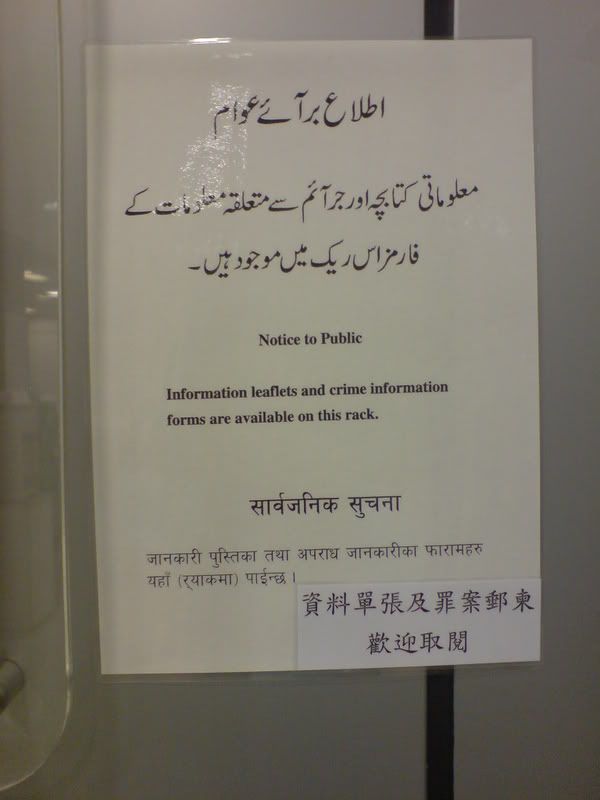 اطلاع برآئے عوام
معلوماتی کتابچہ اور جرآئم سے متعلقہ معلومات کے
فارمز اس ریک میں موجود ہیں۔
Notice to Public
Information leaflets and crime information
forms are available on this rack.
सार्वजनिक सुचना
जानकारी पुस्तिका तथा अपराध जानकारीका फारामहरु
यहाँ (र्‍याकमा) पाईन्छ ।
資料單張及罪案郵柬
歡迎取閱